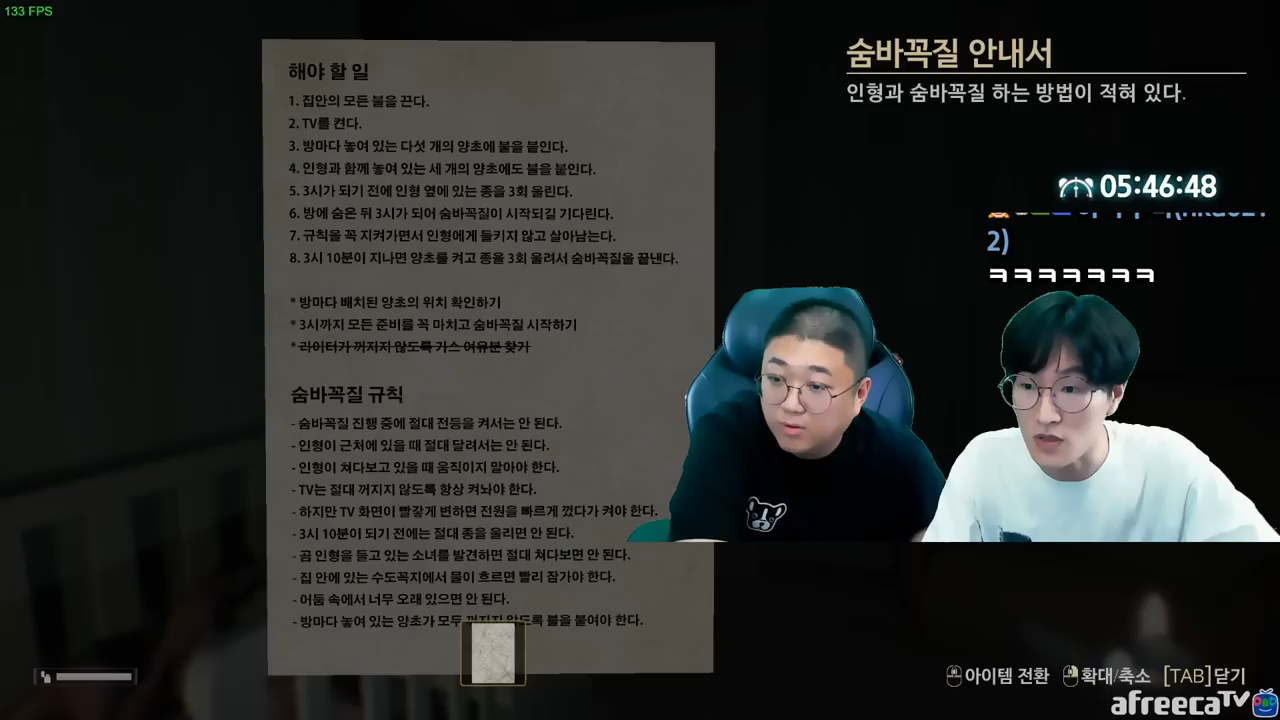 133 FPS
해야 할 일
1. 집안의 모든 불을 끈다.
2. TV를 켠다.
3. 방마다 놓여 있는 다섯 개의 양초에 불을 붙인다.
4. 인형과 함께 놓여 있는 세 개의 양초에도 불을 붙인다.
5. 3시가 되기 전에 인형 옆에 있는 종을 3회 울린다.
6. 방에 숨은 뒤 3시가 되어 숨바꼭질이 시작되길 기다린다.
7. 규칙을 꼭 지켜가면서 인형에게 들키지 않고 살아남는다.
8. 3시 10분이 지나면 양초를 켜고 종을 3회 울려서 숨바꼭질을 끝낸다.
* 방마다 배치된 양초의 위치 확인하기
* 3시까지 모든 준비를 꼭 마치고 숨바꼭질 시작하기
* 라이터가 꺼지지 않도록 가스 여유분 찾기
숨바꼭질 규칙
- 숨바꼭질 진행 중에 절대 전등을 켜서는 안 된다.
- 인형이 근처에 있을 때 절대 달려서는 안 된다.
- 인형이 쳐다보고 있을 때 움직이지 말아야 한다.
- TV는 절대 꺼지지 않도록 항상 켜놔야 한다.
- 하지만 TV 화면이 빨갛게 변하면 전원을 빠르게 껐다가 켜야 한다.
- 3시 10분이 되기 전에는 절대 종을 울리면 안 된다.
- 곰 인형을 들고 있는 소녀를 발견하면 절대 쳐다보면 안 된다.
- 집 안에 있는 수도꼭지에서 물이 흐르면 빨리 잠가야 한다.
- 어둠 속에서 너무 오래 있으면 안 된다.
- 방마다 놓여 있는 양초가 모두 꺼지지 않도록 불을 붙여야 한다.
숨바꼭질 안내서
인형과 숨바꼭질 하는 방법이 적혀 있다.
05:46:48
2)
ㅋㅋㅋㅋㅋㅋㅋ
아이템 전환 확대/축소 [TAB]닫기
afreecaTV